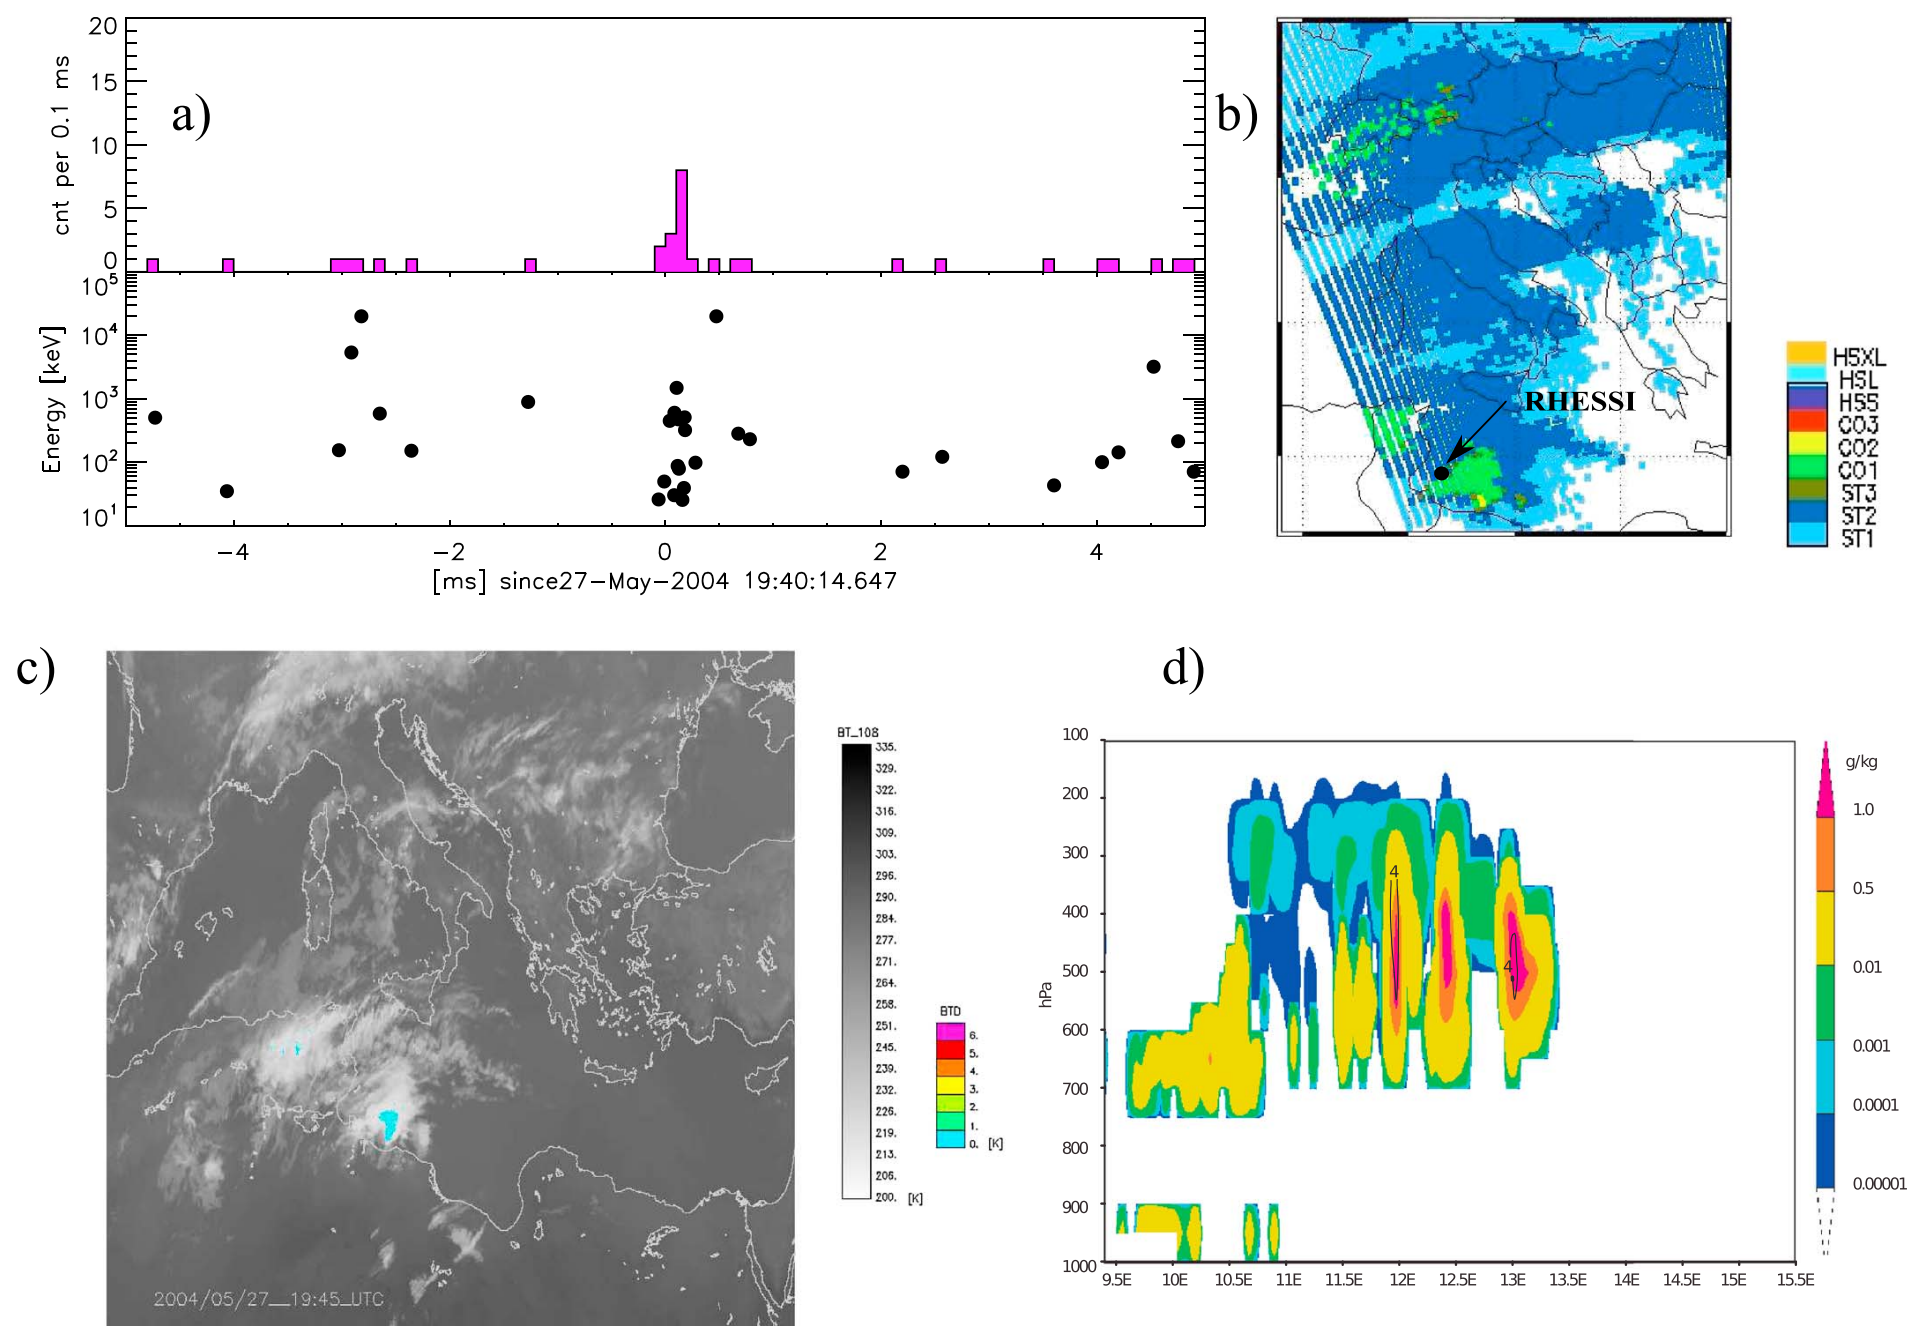 a)
cnt per 0.1 ms
20
15
10
5
0
Energy [keV]
10^5
10^4
10^3
10^2
10^1
−4 −2 0 2 4
[ms] since27−May−2004 19:40:14.647
b)
RHESSI
H5XL
HSL
HS5
CO3
CO2
CO1
ST3
ST2
ST1
c)
2004/05/27__19:45_UTC
BT_108
335.
329.
322.
316.
309.
303.
296.
290.
284.
277.
271.
264.
258.
251.
245.
239.
232.
226.
219.
213.
206.
200. [K]
BTD
6.
5.
4.
3.
2.
1.
0. [K]
d)
hPa
100
200
300
400
500
600
700
800
900
1000
4
4
9.5E 10E 10.5E 11E 11.5E 12E 12.5E 13E 13.5E 14E 14.5E 15E 15.5E
g/kg
1.0
0.5
0.01
0.001
0.0001
0.00001